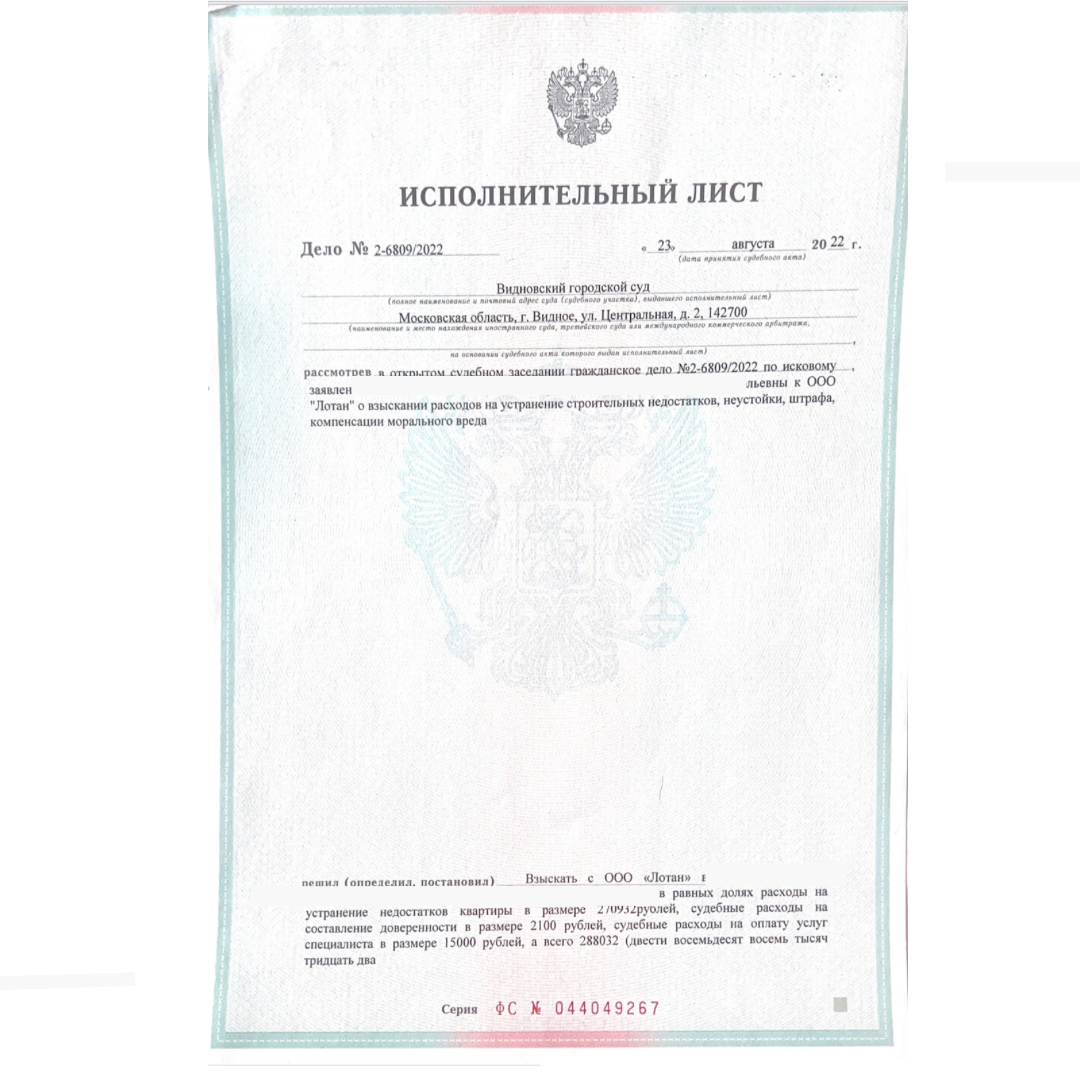 ИСПОЛНИТЕЛЬНЫЙ ЛИСТ
Дело № 2-6809/2022 « 23» августа 20 22 г.
(дата принятия судебного акта)
Видновский городской суд
(полное наименование и почтовый адрес суда (судебного участка), выдавшего исполнительный лист)
Московская область, г. Видное, ул. Центральная, д. 2, 142700
(наименование и место нахождения иностранного суда, третейского суда или международного коммерческого арбитража,
,
на основании судебного акта которого выдан исполнительный лист)
рассмотрев в открытом судебном заседании гражданское дело №2-6809/2022 по исковому ,
заявлен льевны к ООО
"Лотан" о взыскании расходов на устранение строительных недостатков, неустойки, штрафа,
компенсации морального вреда
решил (определил, постановил) Взыскать с ООО «Лотан»
в равных долях расходы на
устранение недостатков квартиры в размере 270932рублей, судебные расходы на
составление доверенности в размере 2100 рублей, судебные расходы на оплату услуг
специалиста в размере 15000 рублей, а всего 288032 (двести восемьдесят восемь тысяч
тридцать два
Серия ФС № 044049267